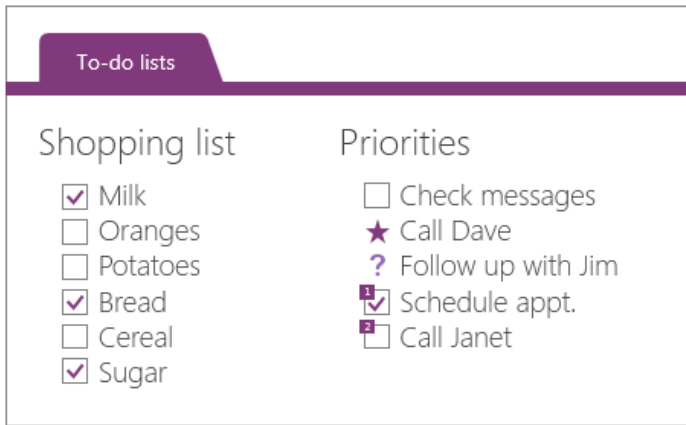 To-do lists
Shopping list
Milk
Oranges
Potatoes
Bread
Cereal
Sugar
Priorities
Check messages
Call Dave
? Follow up with Jim
1 Schedule appt.
2 Call Janet